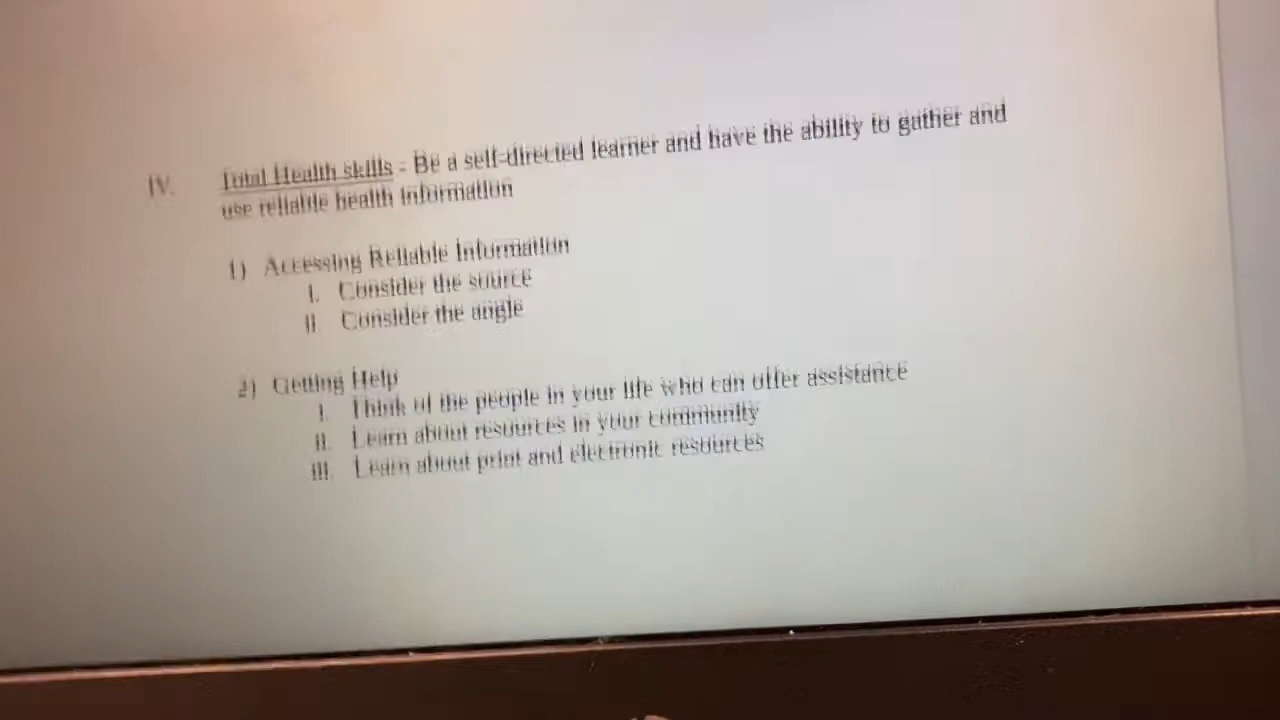 IV. Total Health skills - Be a self-directed learner and have the ability to gather and
use reliable health information
1) Accessing Reliable Information
I. Consider the source
II. Consider the angle
2) Getting Help
I. Think of the people in your life who can offer assistance
II. Learn about resources in your community
III. Learn about print and electronic resources